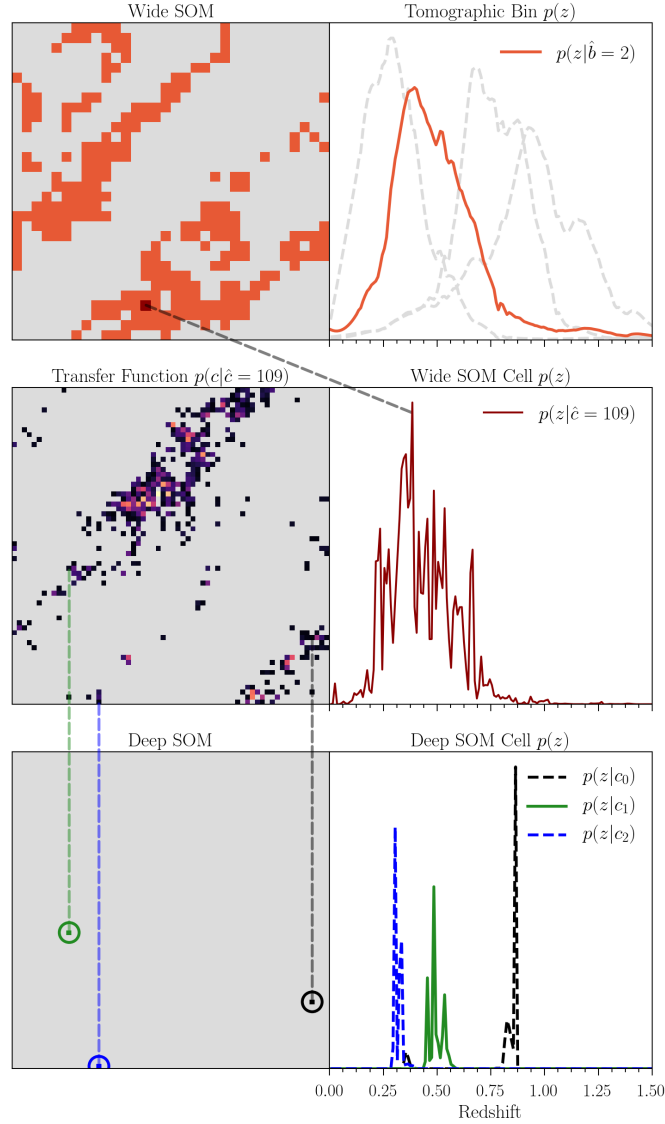 Wide SOM
Tomographic Bin p(z)
p(z|b̂ = 2)
Transfer Function p(c|ĉ = 109)
Wide SOM Cell p(z)
p(z|ĉ = 109)
Deep SOM
Deep SOM Cell p(z)
p(z|c₀)
p(z|c₁)
p(z|c₂)
0.00 0.25 0.50 0.75 1.00 1.25 1.50
Redshift